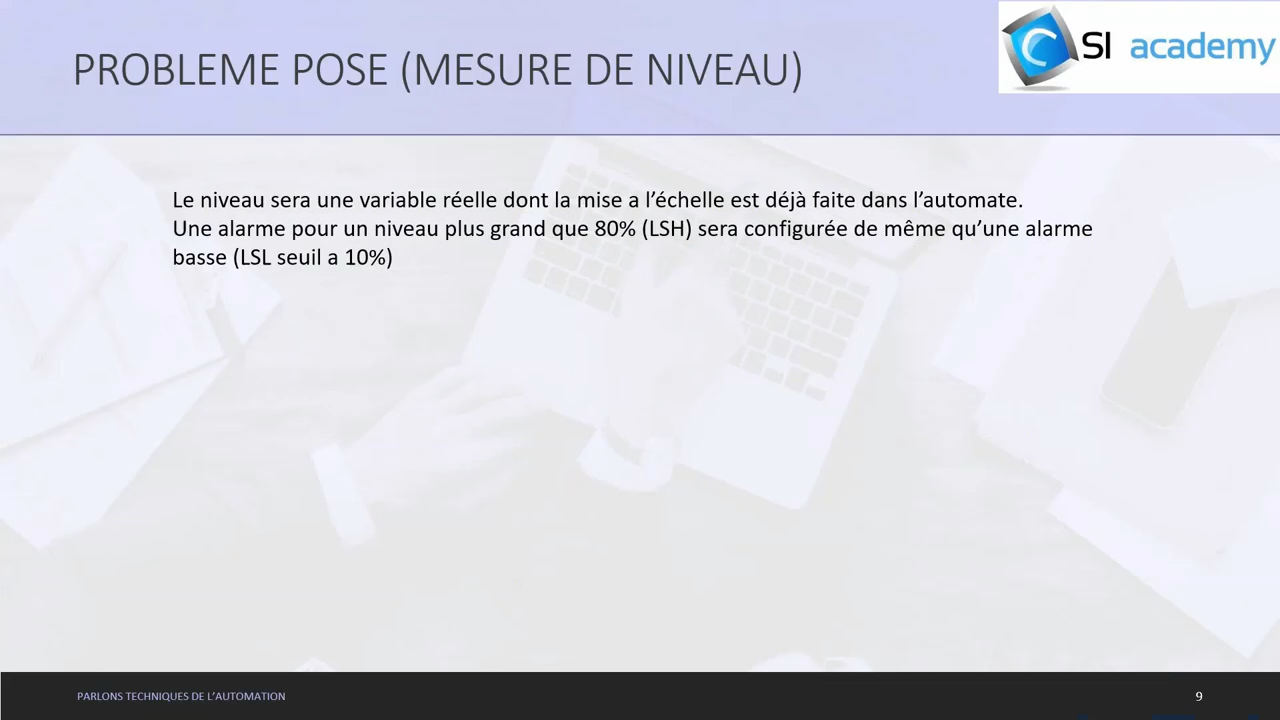 PROBLEME POSE (MESURE DE NIVEAU)
SI academy
Le niveau sera une variable réelle dont la mise a l’échelle est déjà faite dans l’automate.
Une alarme pour un niveau plus grand que 80% (LSH) sera configurée de même qu’une alarme
basse (LSL seuil a 10%)
PARLONS TECHNIQUES DE L’AUTOMATION
9